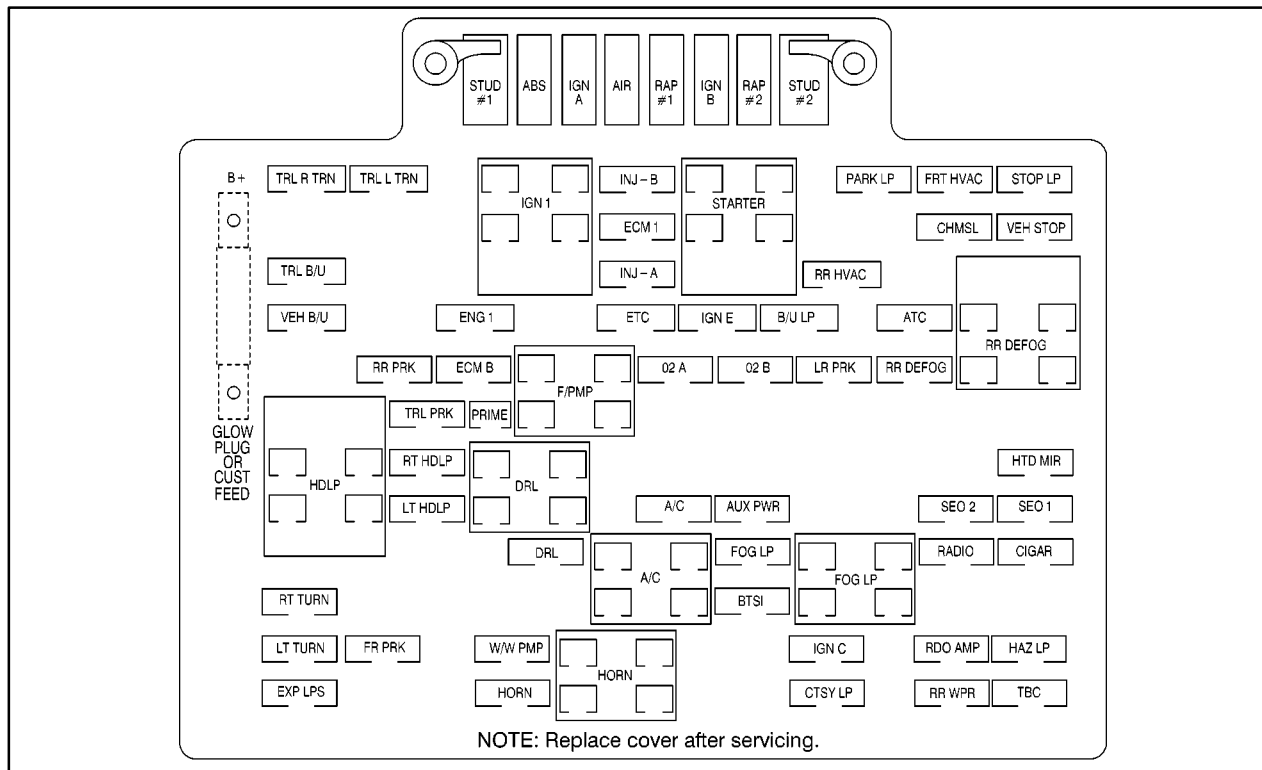 STUD #1
ABS
IGN A
AIR
RAP #1
IGN B
RAP #2
STUD #2
B+
TRL R TRN
TRL L TRN
IGN 1
INJ-B
STARTER
PARK LP
FRT HVAC
STOP LP
ECM 1
CHMSL
VEH STOP
TRL B/U
INJ-A
RR HVAC
VEH B/U
ENG 1
ETC
IGN E
B/U LP
ATC
RR DEFOG
RR PRK
ECM B
F/PMP
02 A
02 B
LR PRK
RR DEFOG
TRL PRK
PRIME
GLOW
PLUG
OR
CUST
FEED
HDLP
RT HDLP
DRL
HTD MIR
LT HDLP
A/C
AUX PWR
SEO 2
SEO 1
DRL
A/C
FOG LP
FOG LP
RADIO
CIGAR
RT TURN
BTSI
LT TURN
FR PRK
W/W PMP
HORN
IGN C
RDO AMP
HAZ LP
EXP LPS
HORN
CTSY LP
RR WPR
TBC
NOTE: Replace cover after servicing.